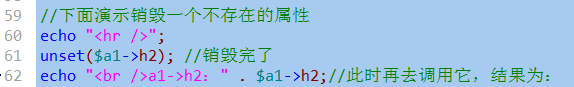 59 //下面演示销毁一个不存在的属性
60 echo "<hr />";
61 unset($a1->h2); //销毁完了
62 echo "<br />a1->h2：" . $a1->h2;//此时再去调用它，结果为：